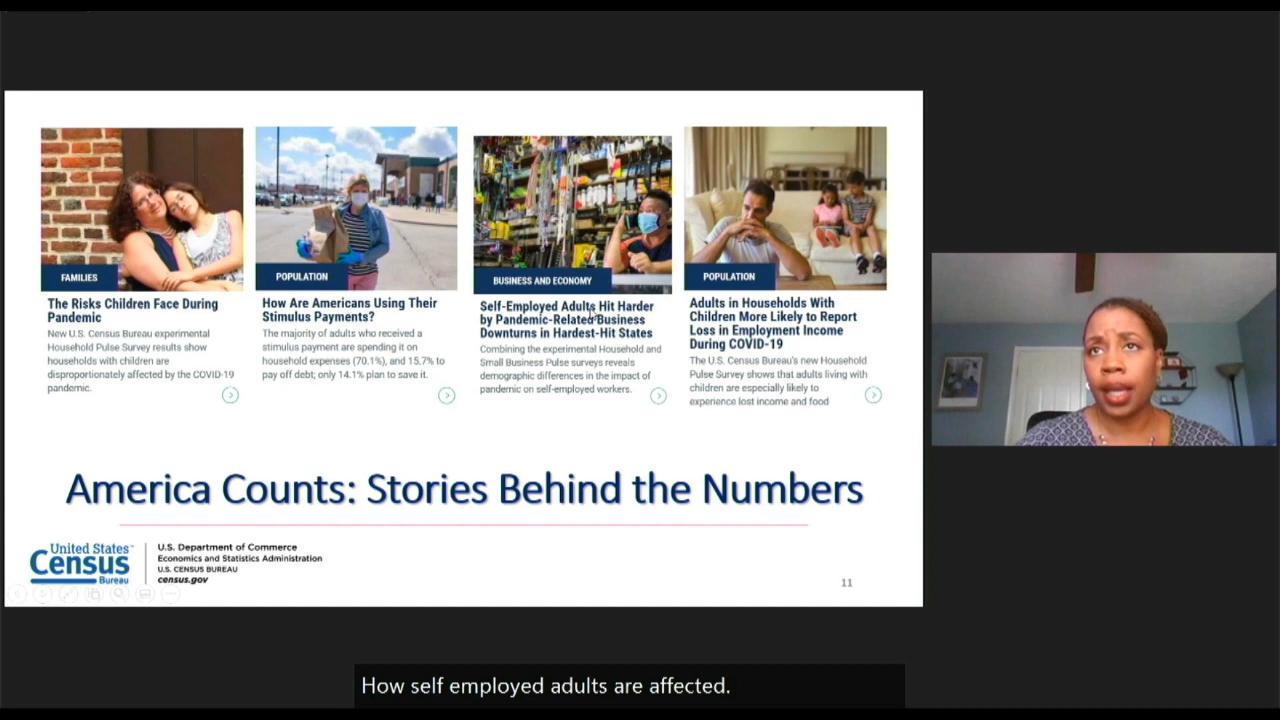 FAMILIES
The Risks Children Face During
Pandemic
New U.S. Census Bureau experimental
Household Pulse Survey results show
households with children are
disproportionately affected by the COVID-19
pandemic.
POPULATION
How Are Americans Using Their
Stimulus Payments?
The majority of adults who received a
stimulus payment are spending it on
household expenses (70.1%), and 15.7% to
pay off debt; only 14.1% plan to save it.
BUSINESS AND ECONOMY
Self-Employed Adults Hit Harder
by Pandemic-Related Business
Downturns in Hardest-Hit States
Combining the experimental Household and
Small Business Pulse surveys reveals
demographic differences in the impact of
pandemic on self-employed workers.
POPULATION
Adults in Households With
Children More Likely to Report
Loss in Employment Income
During COVID-19
The U.S. Census Bureau's new Household
Pulse Survey shows that adults living with
children are especially likely to
experience lost income and food
America Counts: Stories Behind the Numbers
United States™
Census
Bureau
U.S. Department of Commerce
Economics and Statistics Administration
U.S. CENSUS BUREAU
census.gov
11
How self employed adults are affected.